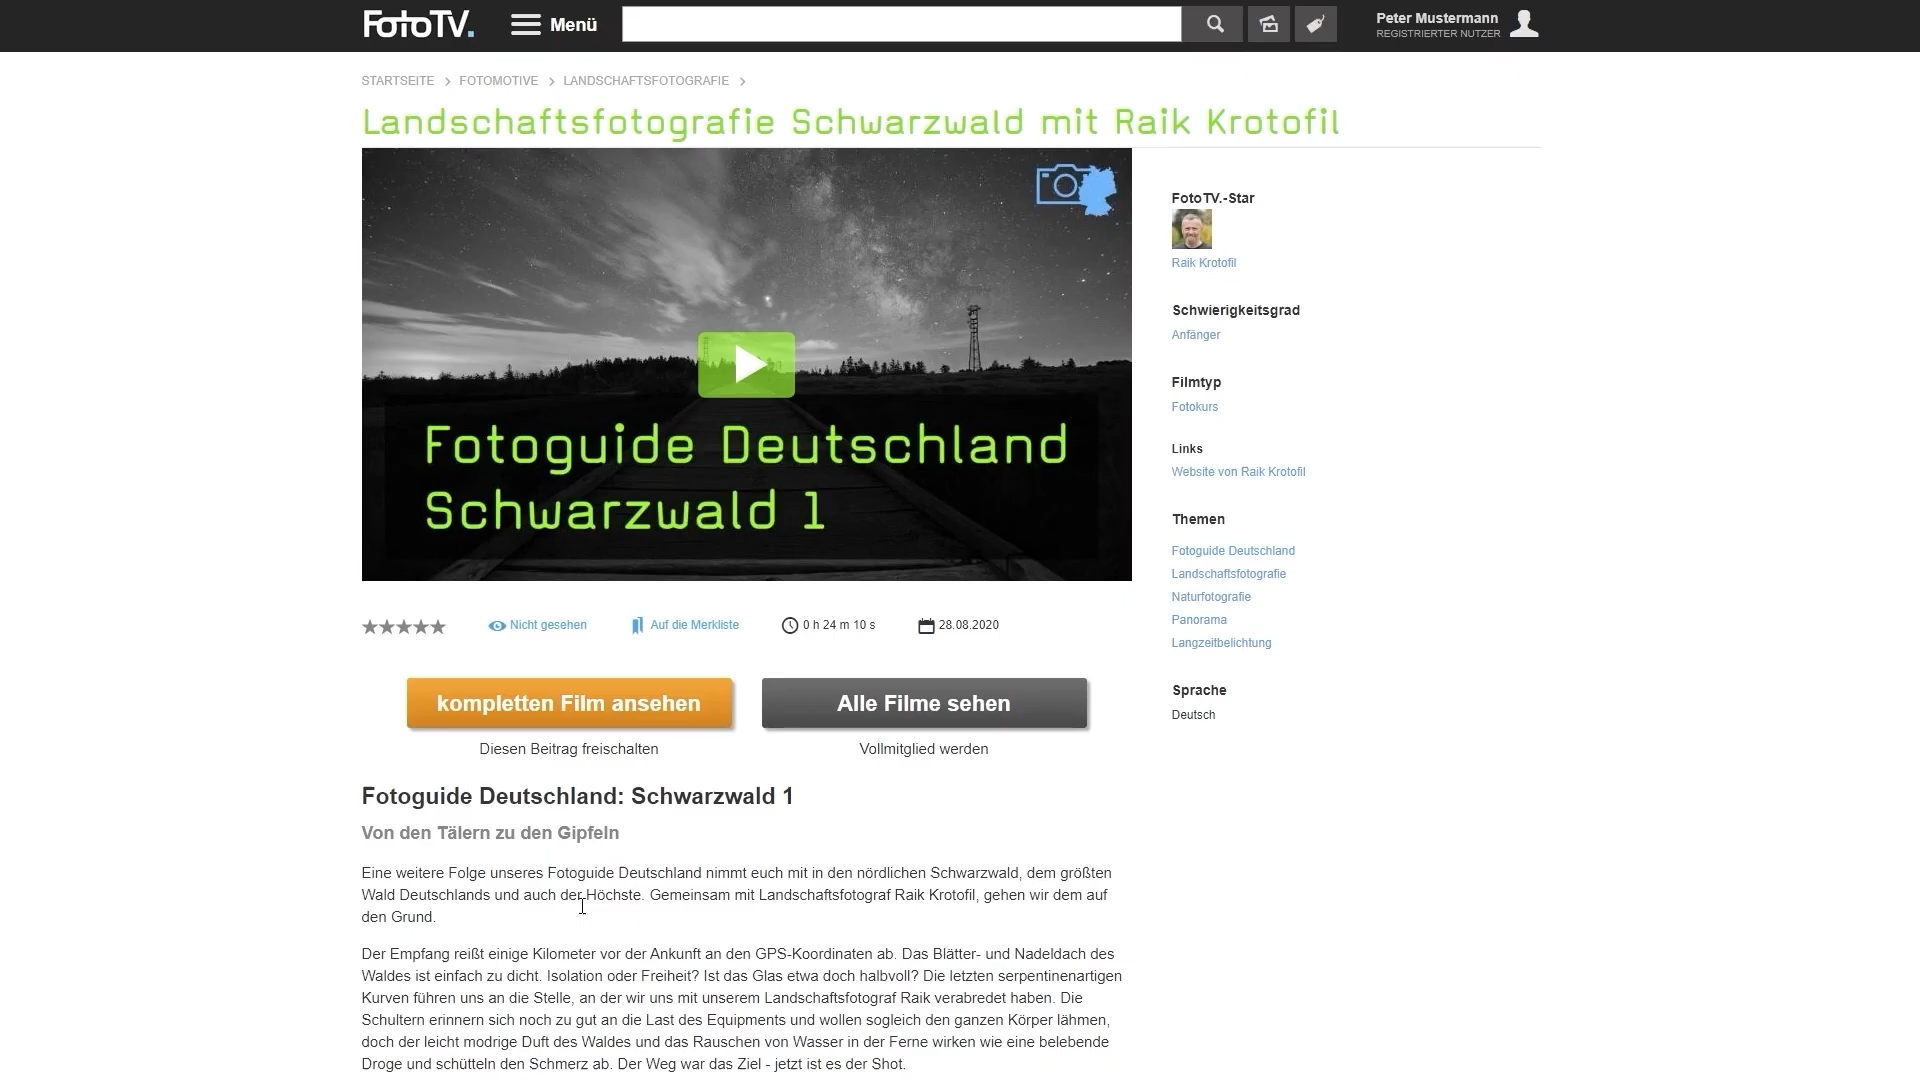 FotoTV.
Menü
Peter Mustermann
REGISTRIERTER NUTZER
STARTSEITE > FOTOMOTIVE > LANDSCHAFTSFOTOGRAFIE >
Landschaftsfotografie Schwarzwald mit Raik Krotofil
Fotoguide Deutschland
Schwarzwald 1
Nicht gesehen
Auf die Merkliste
0 h 24 m 10 s
28.08.2020
kompletten Film ansehen
Diesen Beitrag freischalten
Alle Filme sehen
Vollmitglied werden
Fotoguide Deutschland: Schwarzwald 1
Von den Tälern zu den Gipfeln
Eine weitere Folge unseres Fotoguide Deutschland nimmt euch mit in den nördlichen Schwarzwald, dem größten
Wald Deutschlands und auch der Höchste. Gemeinsam mit Landschaftsfotograf Raik Krotofil, gehen wir dem auf
den Grund.
Der Empfang reißt einige Kilometer vor der Ankunft an den GPS-Koordinaten ab. Das Blätter- und Nadeldach des
Waldes ist einfach zu dicht. Isolation oder Freiheit? Ist das Glas etwa doch halbvoll? Die letzten serpentinenartigen
Kurven führen uns an die Stelle, an der wir uns mit unserem Landschaftsfotograf Raik verabredet haben. Die
Schultern erinnern sich noch zu gut an die Last des Equipments und wollen sogleich den ganzen Körper lähmen,
doch der leicht modrige Duft des Waldes und das Rauschen von Wasser in der Ferne wirken wie eine belebende
Droge und schütteln den Schmerz ab. Der Weg war das Ziel - jetzt ist es der Shot.
FotoTV.-Star
Raik Krotofil
Schwierigkeitsgrad
Anfänger
Filmtyp
Fotokurs
Links
Website von Raik Krotofil
Themen
Fotoguide Deutschland
Landschaftsfotografie
Naturfotografie
Panorama
Langzeitbelichtung
Sprache
Deutsch